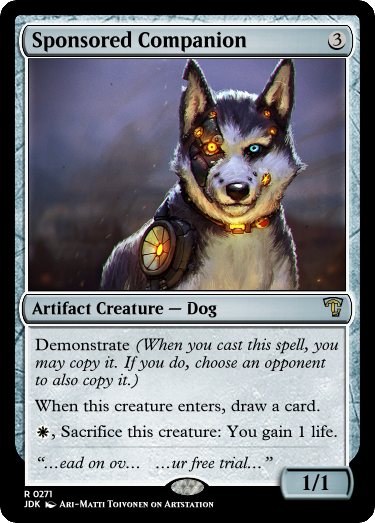 Sponsored Companion 3
Artifact Creature — Dog
Demonstrate (When you cast this spell, you
may copy it. If you do, choose an opponent
to also copy it.)
When this creature enters, draw a card.
, Sacrifice this creature: You gain 1 life.
“…ead on ov… …ur free trial…”
1/1
R 0271
JDK Ari-Matti Toivonen on Artstation